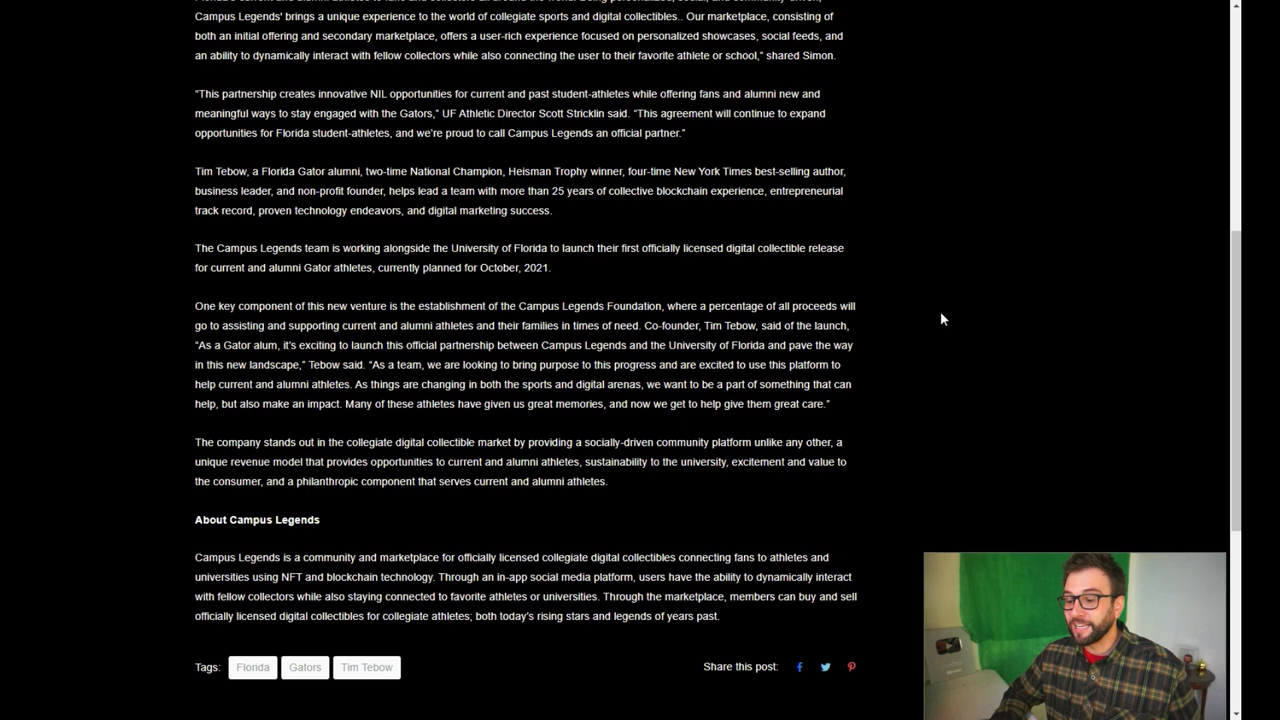 Campus Legends' brings a unique experience to the world of collegiate sports and digital collectibles.. Our marketplace, consisting of
both an initial offering and secondary marketplace, offers a user-rich experience focused on personalized showcases, social feeds, and
an ability to dynamically interact with fellow collectors while also connecting the user to their favorite athlete or school,” shared Simon.
“This partnership creates innovative NIL opportunities for current and past student-athletes while offering fans and alumni new and
meaningful ways to stay engaged with the Gators,” UF Athletic Director Scott Stricklin said. “This agreement will continue to expand
opportunities for Florida student-athletes, and we’re proud to call Campus Legends an official partner.”
Tim Tebow, a Florida Gator alumni, two-time National Champion, Heisman Trophy winner, four-time New York Times best-selling author,
business leader, and non-profit founder, helps lead a team with more than 25 years of collective blockchain experience, entrepreneurial
track record, proven technology endeavors, and digital marketing success.
The Campus Legends team is working alongside the University of Florida to launch their first officially licensed digital collectible release
for current and alumni Gator athletes, currently planned for October, 2021.
One key component of this new venture is the establishment of the Campus Legends Foundation, where a percentage of all proceeds will
go to assisting and supporting current and alumni athletes and their families in times of need. Co-founder, Tim Tebow, said of the launch,
“As a Gator alum, it’s exciting to launch this official partnership between Campus Legends and the University of Florida and pave the way
in this new landscape,” Tebow said. “As a team, we are looking to bring purpose to this progress and are excited to use this platform to
help current and alumni athletes. As things are changing in both the sports and digital arenas, we want to be a part of something that can
help, but also make an impact. Many of these athletes have given us great memories, and now we get to help give them great care.”
The company stands out in the collegiate digital collectible market by providing a socially-driven community platform unlike any other, a
unique revenue model that provides opportunities to current and alumni athletes, sustainability to the university, excitement and value to
the consumer, and a philanthropic component that serves current and alumni athletes.
About Campus Legends
Campus Legends is a community and marketplace for officially licensed collegiate digital collectibles connecting fans to athletes and
universities using NFT and blockchain technology. Through an in-app social media platform, users have the ability to dynamically interact
with fellow collectors while also staying connected to favorite athletes or universities. Through the marketplace, members can buy and sell
officially licensed digital collectibles for collegiate athletes; both today’s rising stars and legends of years past.
Tags: Florida Gators Tim Tebow Share this post: